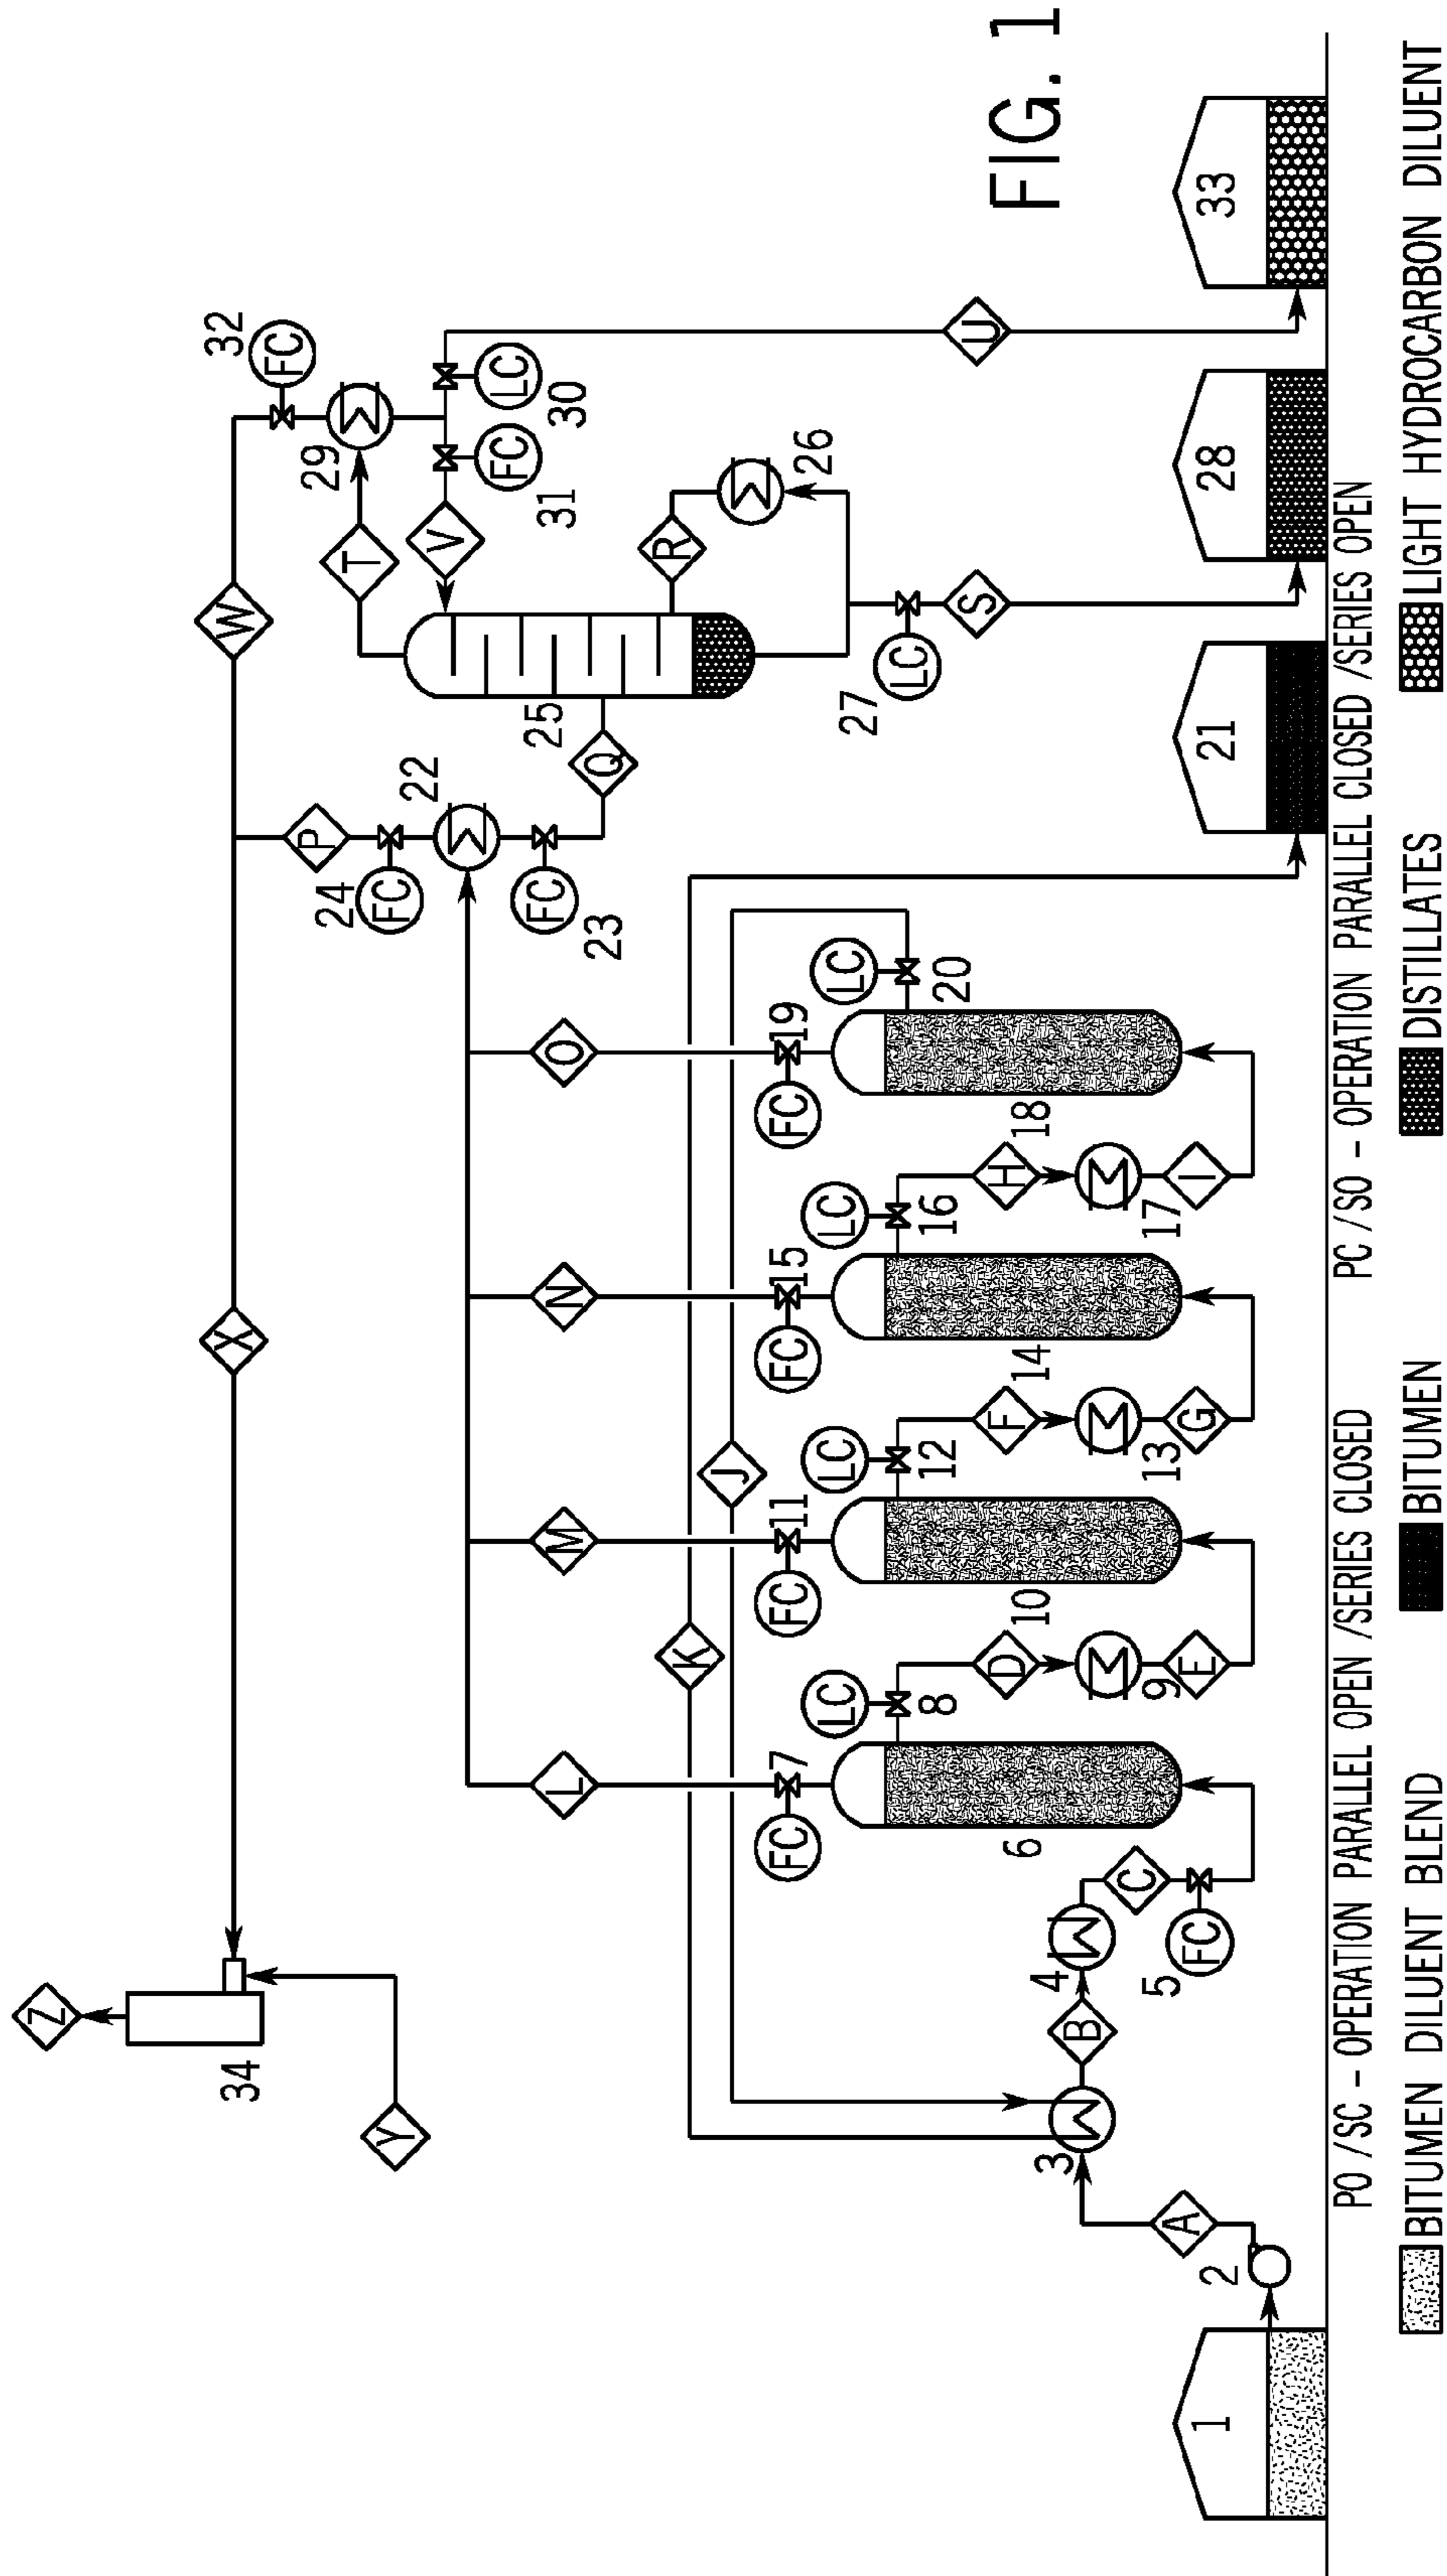 FIG. 1
Z
34
Y
X
W
P
24
FC
22
FC
23
Q
25
T
29
32
FC
V
FC
31
LC
30
R
26
LC
27
S
U
L
M
N
O
K
J
FC
7
LC
8
FC
11
LC
12
FC
15
LC
16
FC
19
LC
20
6
10
14
18
D
9
E
F
13
G
H
17
I
1
2
A
3
B
4
C
5
FC
21
28
33
PO / SC - OPERATION PARALLEL OPEN / SERIES CLOSED
PC / SO - OPERATION PARALLEL CLOSED / SERIES OPEN
BITUMEN DILUENT BLEND
BITUMEN
DISTILLATES
LIGHT HYDROCARBON DILUENT